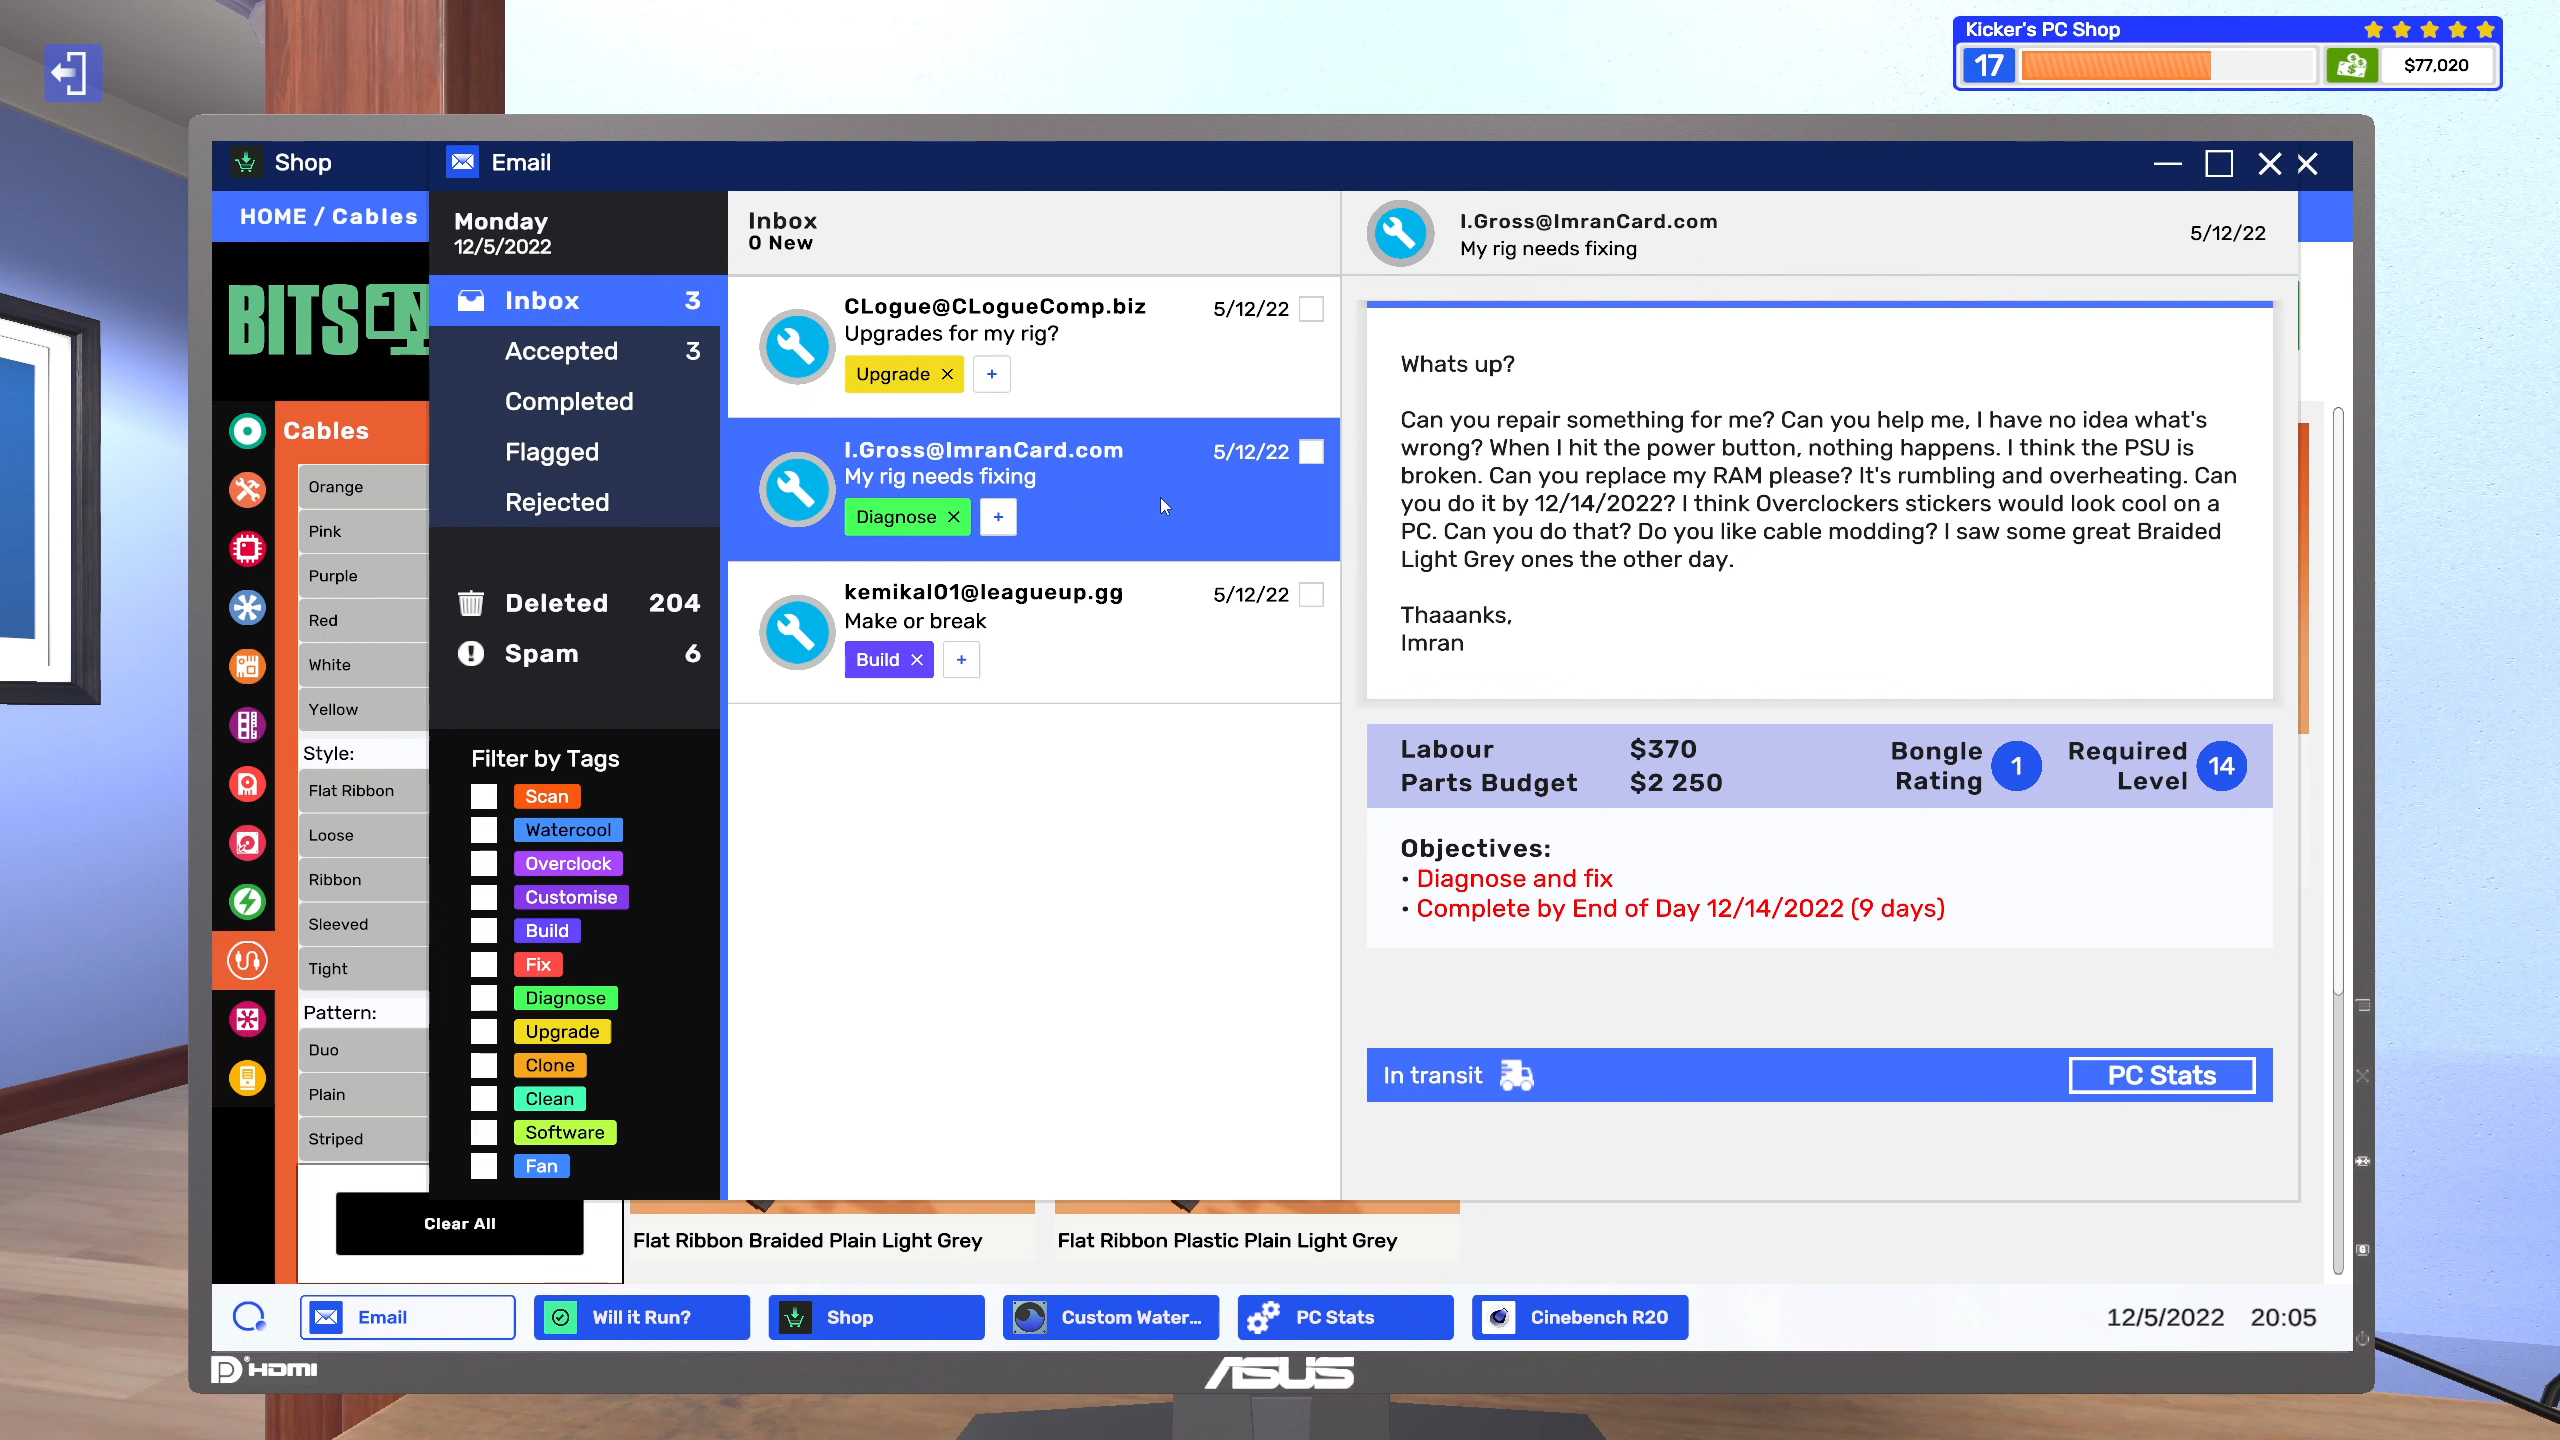 Kicker's PC Shop
17
$77,020
Shop
Email
HOME / Cables
BITS
Cables
Orange
Pink
Purple
Red
White
Yellow
Style:
Flat Ribbon
Loose
Ribbon
Sleeved
Tight
Pattern:
Duo
Plain
Striped
Clear All
Monday
12/5/2022
Inbox 3
Accepted 3
Completed
Flagged
Rejected
Deleted 204
Spam 6
Filter by Tags
Scan
Watercool
Overclock
Customise
Build
Fix
Diagnose
Upgrade
Clone
Clean
Software
Fan
Inbox
0 New
CLogue@CLogueComp.biz 5/12/22
Upgrades for my rig?
Upgrade × +
I.Gross@ImranCard.com 5/12/22
My rig needs fixing
Diagnose × +
kemikal01@leagueup.gg 5/12/22
Make or break
Build × +
I.Gross@ImranCard.com
My rig needs fixing
5/12/22
Whats up?
Can you repair something for me? Can you help me, I have no idea what's
wrong? When I hit the power button, nothing happens. I think the PSU is
broken. Can you replace my RAM please? It's rumbling and overheating. Can
you do it by 12/14/2022? I think Overclockers stickers would look cool on a
PC. Can you do that? Do you like cable modding? I saw some great Braided
Light Grey ones the other day.
Thaaanks,
Imran
Labour $370
Parts Budget $2 250
Bongle
Rating 1
Required
Level 14
Objectives:
• Diagnose and fix
• Complete by End of Day 12/14/2022 (9 days)
In transit
PC Stats
Flat Ribbon Braided Plain Light Grey
Flat Ribbon Plastic Plain Light Grey
Email
Will it Run?
Shop
Custom Water...
PC Stats
Cinebench R20
12/5/2022 20:05
HDMI
ASUS